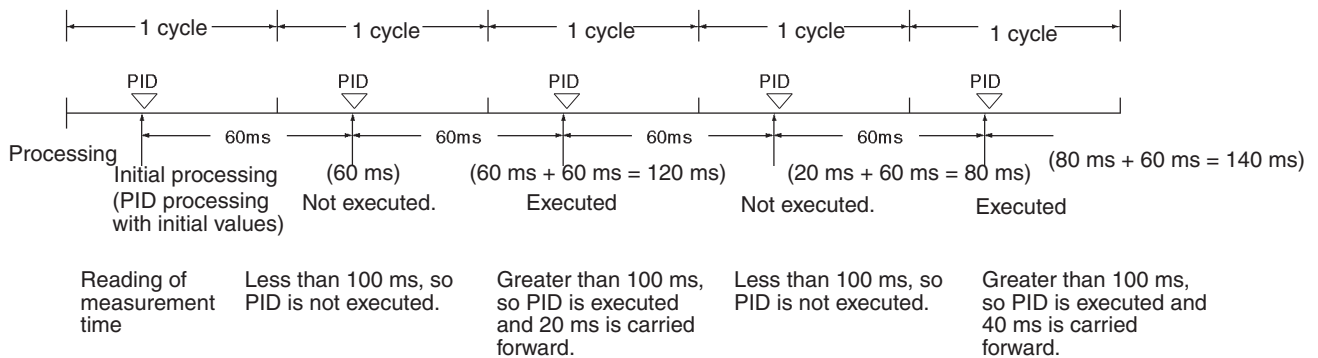 1 cycle 1 cycle 1 cycle 1 cycle 1 cycle
PID PID PID PID PID
60ms 60ms 60ms 60ms
Processing
Initial processing
(PID processing
with initial values)
(60 ms)
Not executed.
(60 ms + 60 ms = 120 ms)
Executed
(20 ms + 60 ms = 80 ms)
Not executed.
(80 ms + 60 ms = 140 ms)
Executed
Reading of
measurement
time
Less than 100 ms, so
PID is not executed.
Greater than 100 ms,
so PID is executed
and 20 ms is carried
forward.
Less than 100 ms, so
PID is not executed.
Greater than 100 ms,
so PID is executed and
40 ms is carried
forward.